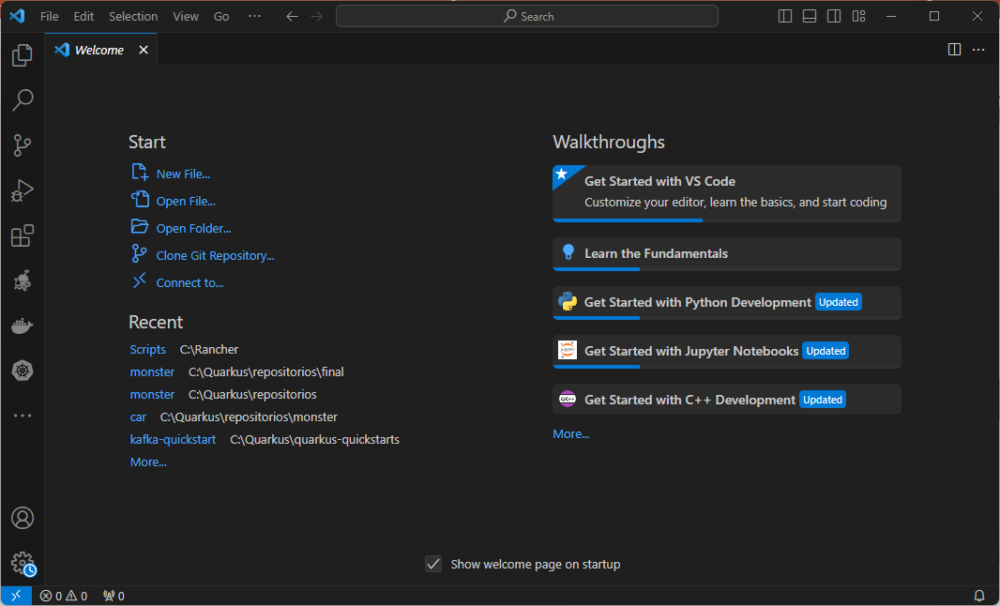 File Edit Selection View Go ··· Search
Welcome
Start
New File...
Open File...
Open Folder...
Clone Git Repository...
Connect to...
Recent
Scripts C:\Rancher
monster C:\Quarkus\repositorios\final
monster C:\Quarkus\repositorios
car C:\Quarkus\repositorios\monster
kafka-quickstart C:\Quarkus\quarkus-quickstarts
More...
Walkthroughs
Get Started with VS Code
Customize your editor, learn the basics, and start coding
Learn the Fundamentals
Get Started with Python Development Updated
Jupyter
Get Started with Jupyter Notebooks Updated
C/C++
Get Started with C++ Development Updated
More...
Show welcome page on startup
0 0 0